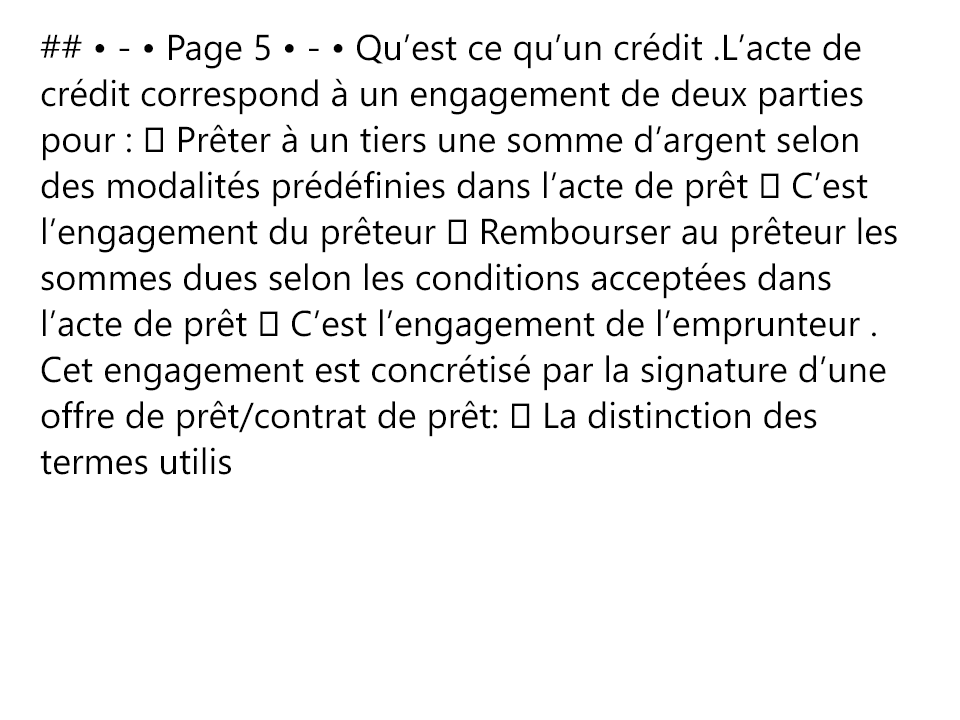 ## • - • Page 5 • - • Qu’est ce qu’un crédit .L’acte de
crédit correspond à un engagement de deux parties
pour :  Prêter à un tiers une somme d’argent selon
des modalités prédéfinies dans l’acte de prêt  C’est
l’engagement du prêteur  Rembourser au prêteur les
sommes dues selon les conditions acceptées dans
l’acte de prêt  C’est l’engagement de l’emprunteur .
Cet engagement est concrétisé par la signature d’une
offre de prêt/contrat de prêt:  La distinction des
termes utilis